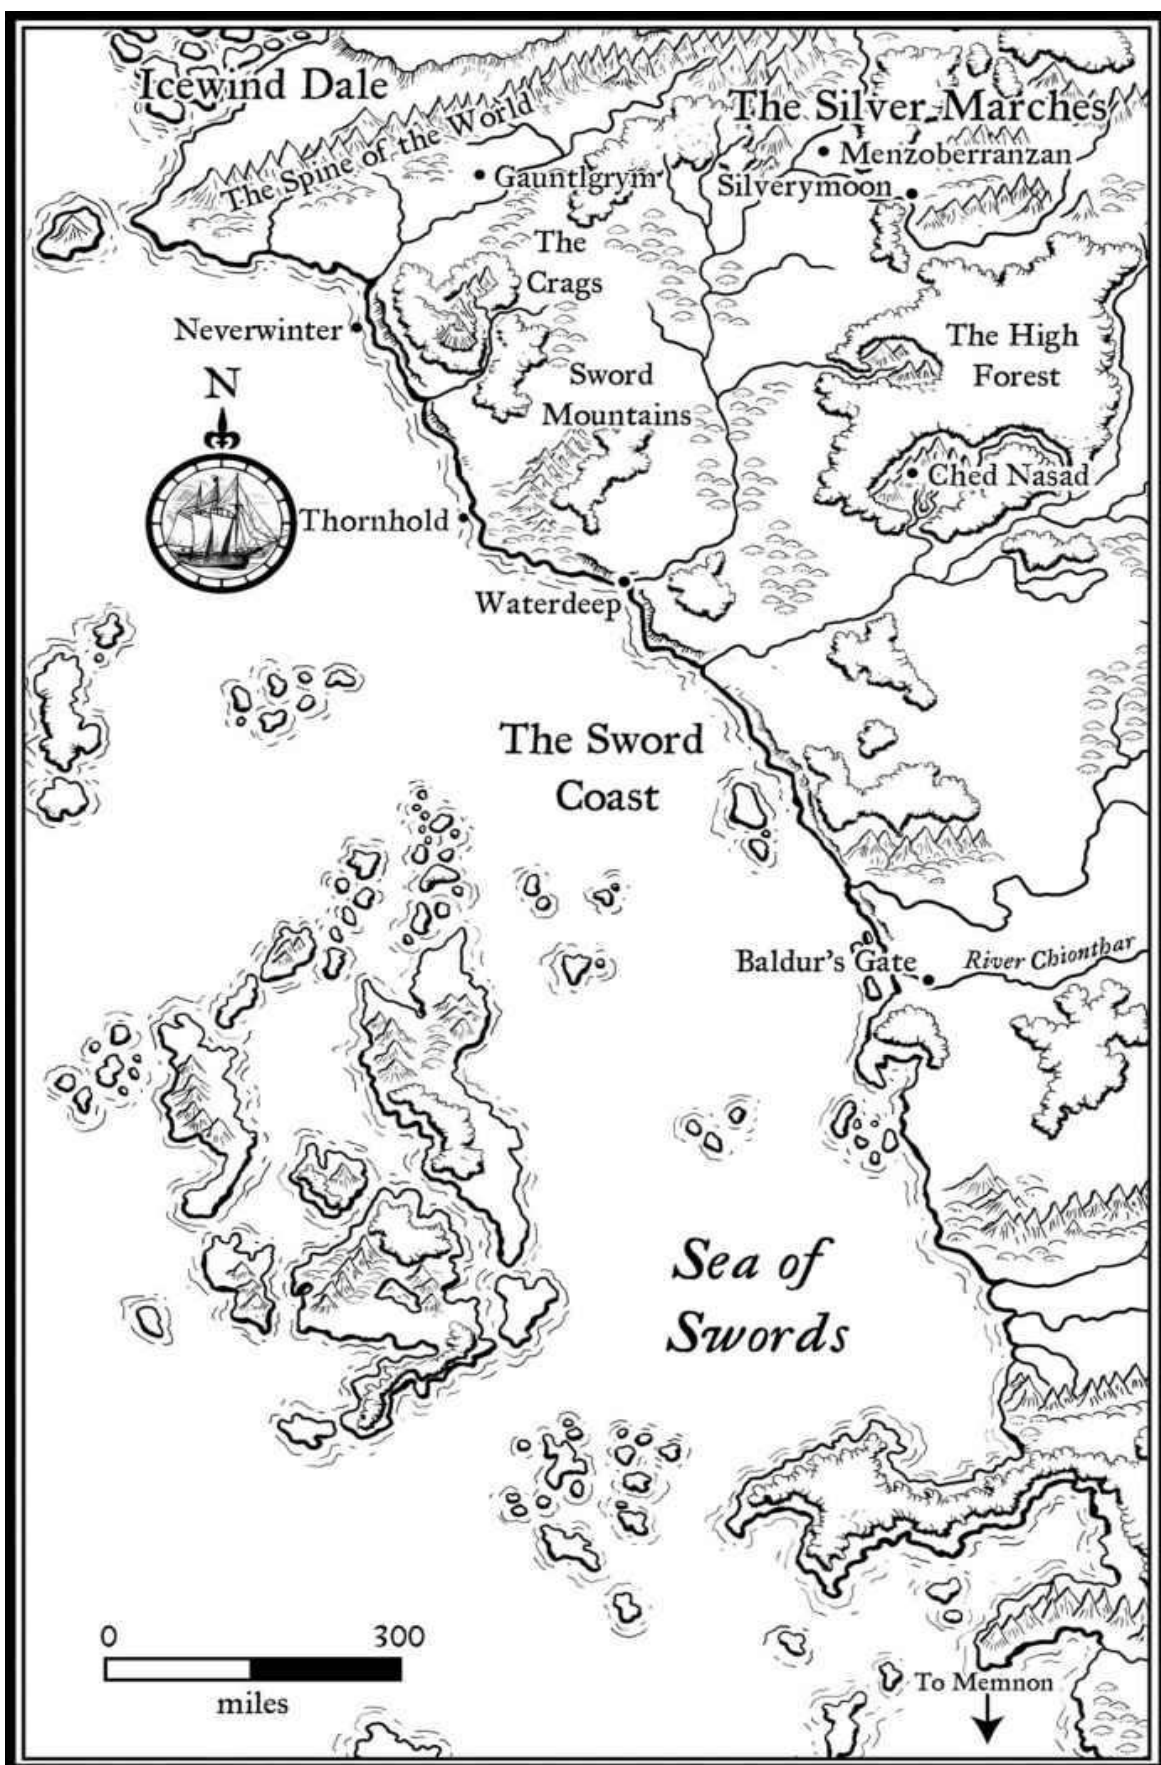 Icewind Dale
The Silver Marches
The Spine of the World
Menzoberranzan
Gauntlgrym
Silverymoon
The
Crags
Neverwinter
The High
Forest
N
Sword
Mountains
Ched Nasad
Thornhold
Waterdeep
The Sword
Coast
Baldur's Gate
River Chionthar
Sea of
Swords
0 300
miles
To Memnon